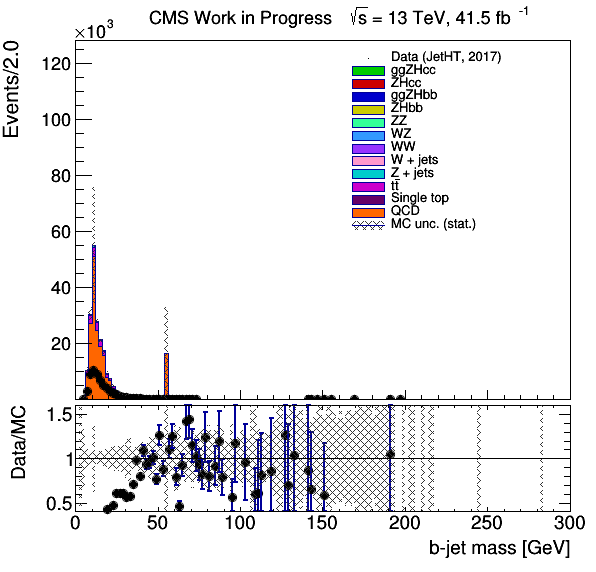 CMS Work in Progress √s = 13 TeV, 41.5 fb⁻¹
×10³
Events/2.0
120
100
80
60
40
20
Data (JetHT, 2017)
ggZHcc
ZHcc
ggZHbb
ZHbb
ZZ
WZ
WW
W + jets
Z + jets
tt̄
Single top
QCD
MC unc. (stat.)
Data/MC
1.5
1
0.5
0 50 100 150 200 250 300
b-jet mass [GeV]